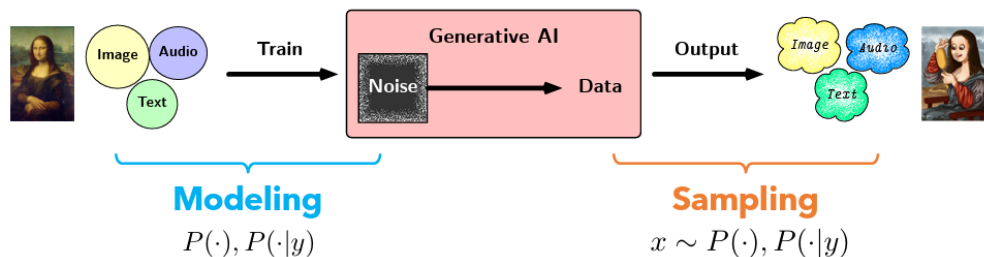 Image
Audio
Text
Train
Generative AI
Noise
Data
Output
Image
Audio
Text
Modeling
P(·), P(·|y)
Sampling
x ∼ P(·), P(·|y)